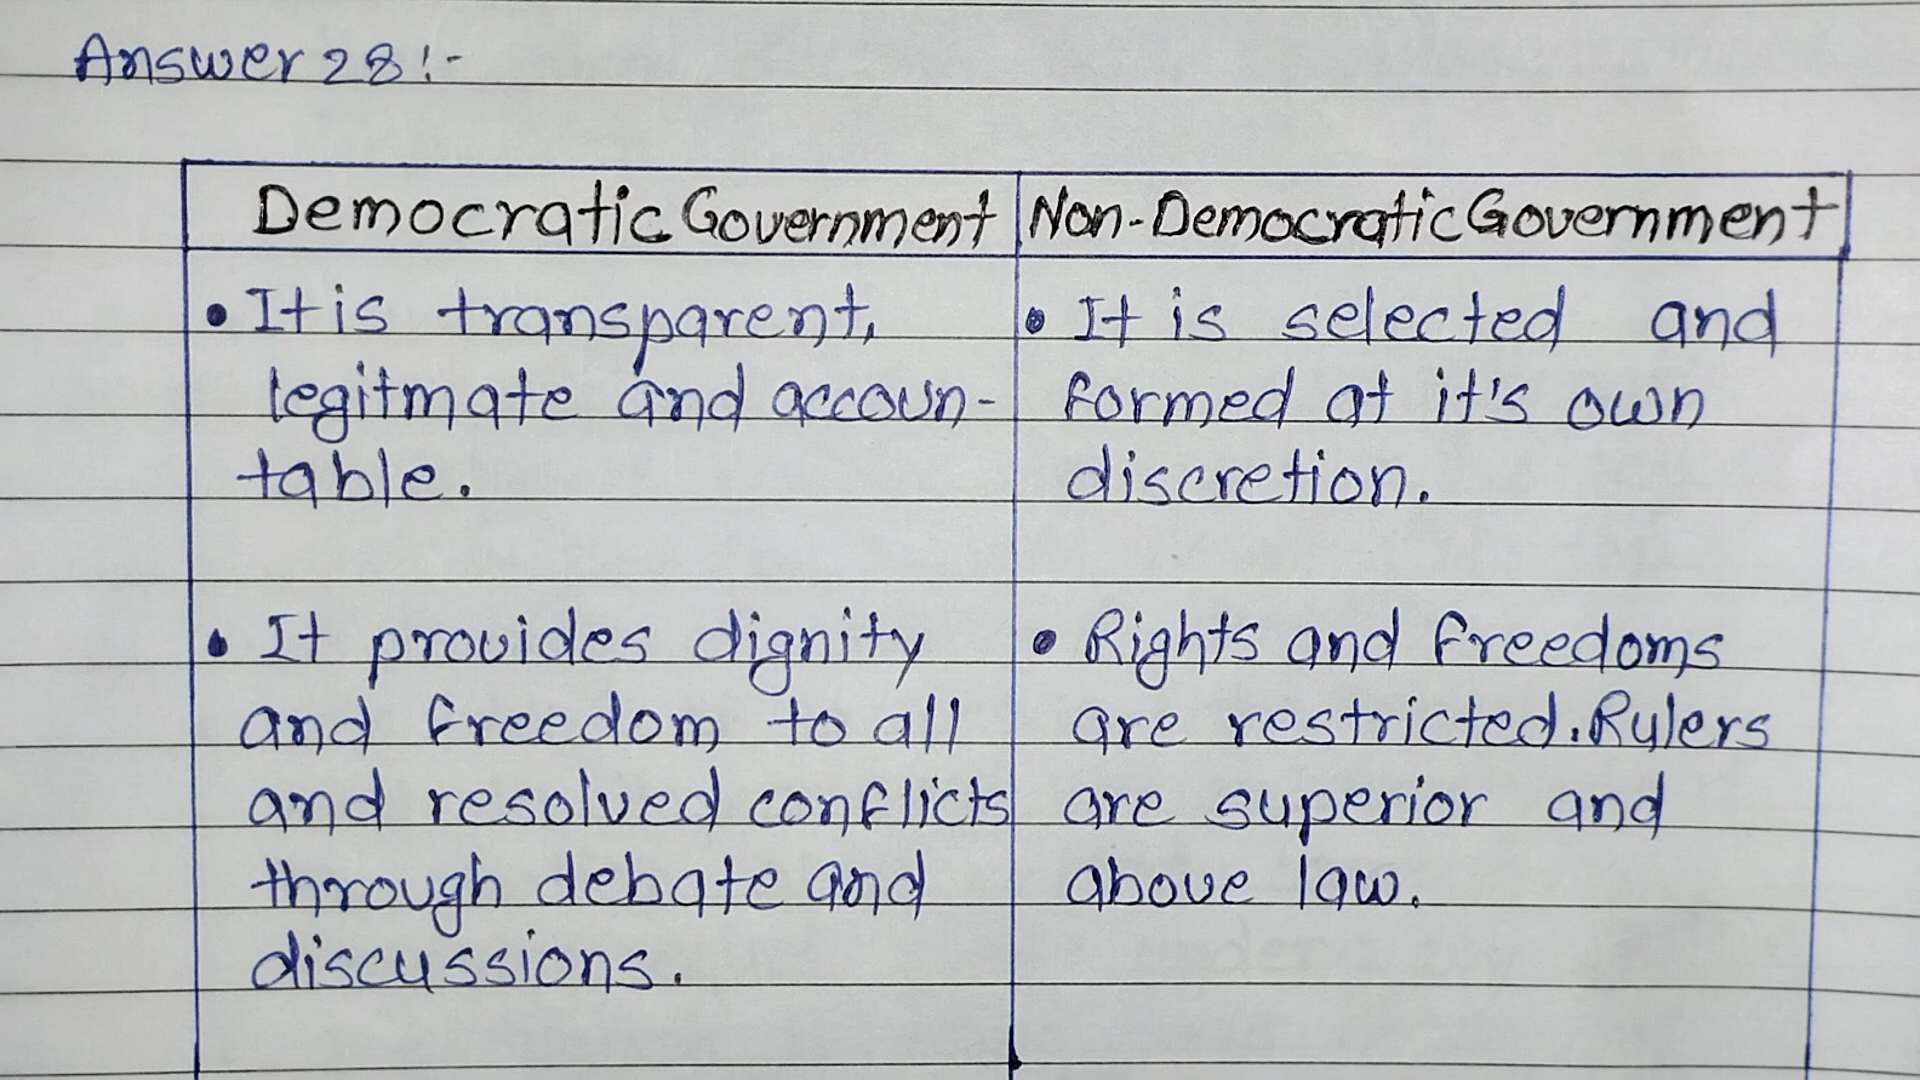 Answer 28:-
Democratic Government
Non-Democratic Government
• It is transparent,
legitmate and accoun-
table.
• It is selected and
formed at it's own
discretion.
• It provides dignity
and freedom to all
and resolved conflicts
through debate and
discussions.
• Rights and freedoms
are restricted. Rulers
are superior and
above law.